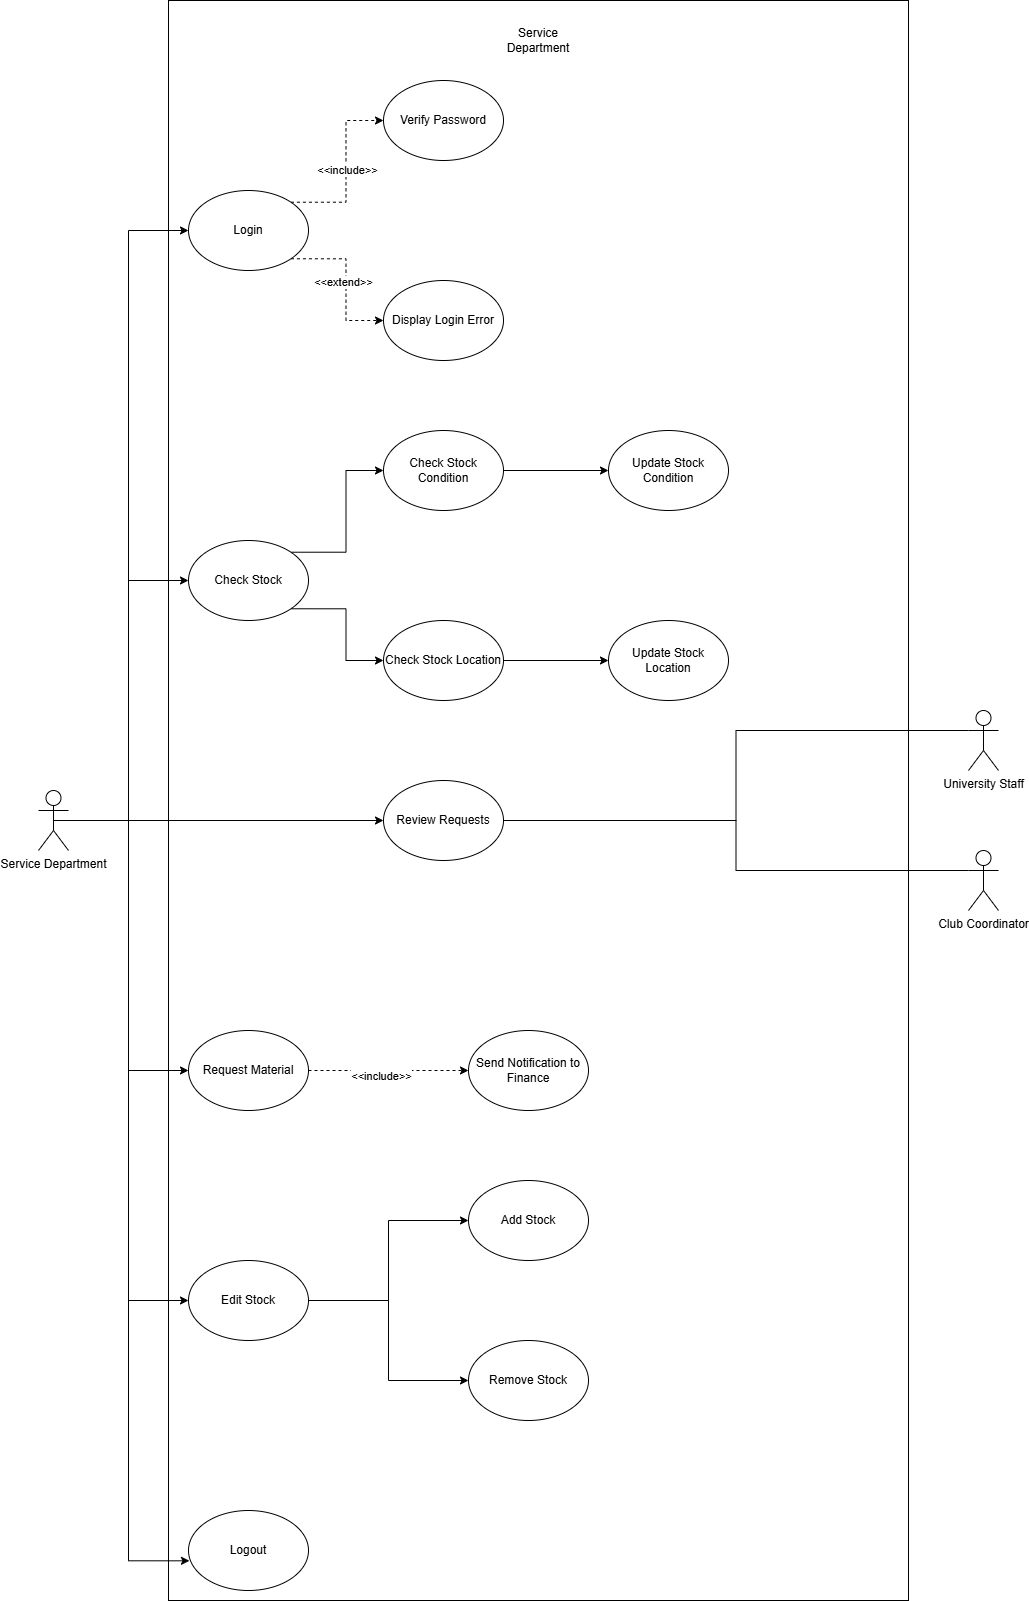 Service
Department
Verify Password
<<include>>
Login
<<extend>>
Display Login Error
Check Stock
Condition
Update Stock
Condition
Check Stock
Check Stock Location
Update Stock
Location
University Staff
Review Requests
Service Department
Club Coordinator
Request Material
<<include>>
Send Notification to
Finance
Add Stock
Edit Stock
Remove Stock
Logout